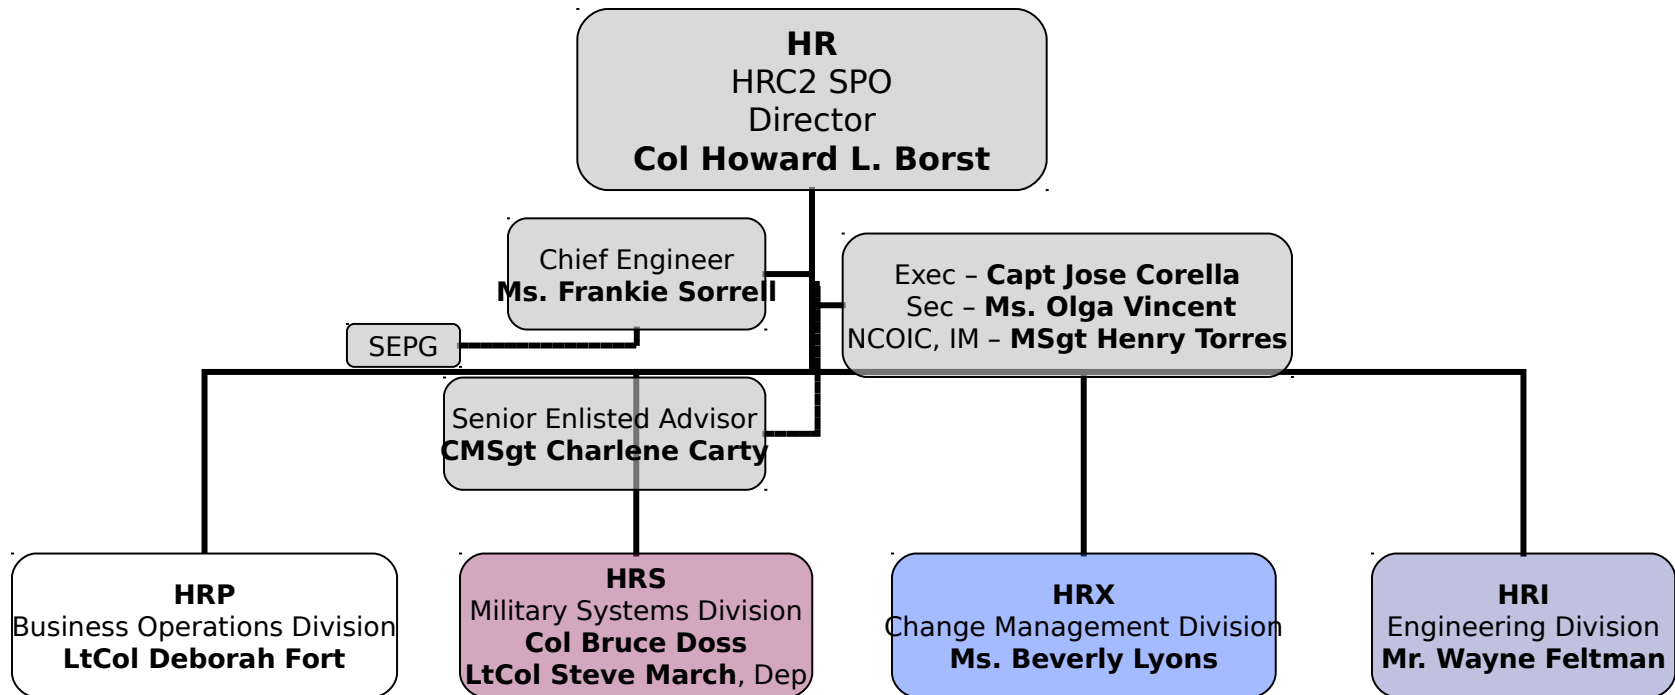 HR
HRC2 SPO
Director
Col Howard L. Borst
Chief Engineer
Ms. Frankie Sorrell
Exec – Capt Jose Corella
Sec – Ms. Olga Vincent
NCOIC, IM – MSgt Henry Torres
SEPG
Senior Enlisted Advisor
CMSgt Charlene Carty
HRP
Business Operations Division
LtCol Deborah Fort
HRS
Military Systems Division
Col Bruce Doss
LtCol Steve March, Dep
HRX
Change Management Division
Ms. Beverly Lyons
HRI
Engineering Division
Mr. Wayne Feltman